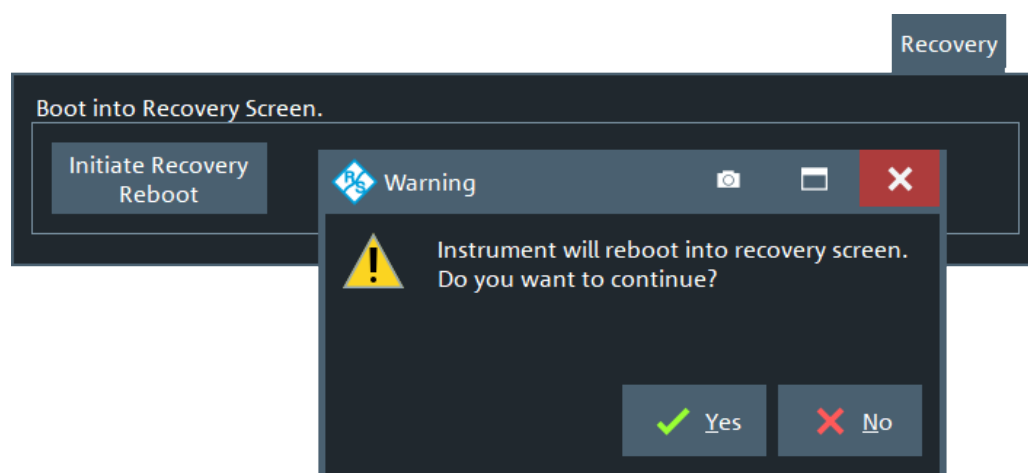 Recovery
Boot into Recovery Screen.
Initiate Recovery
Reboot
R/S
Warning
Instrument will reboot into recovery screen.
Do you want to continue?
Yes
No